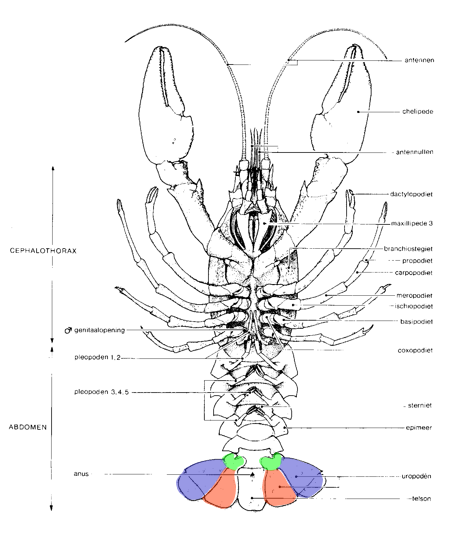 antennen
chelipede
antennullen
dactylopodiet
maxillipede 3
branchiostegiet
propodiet
carpopodiet
meropodiet
ischiopodiet
basipodiet
coxopodiet
sterniet
epimeer
uropoden
telson
CEPHALOTHORAX
♂ genitaalopening
pleopoden 1, 2
pleopoden 3, 4, 5
ABDOMEN
anus